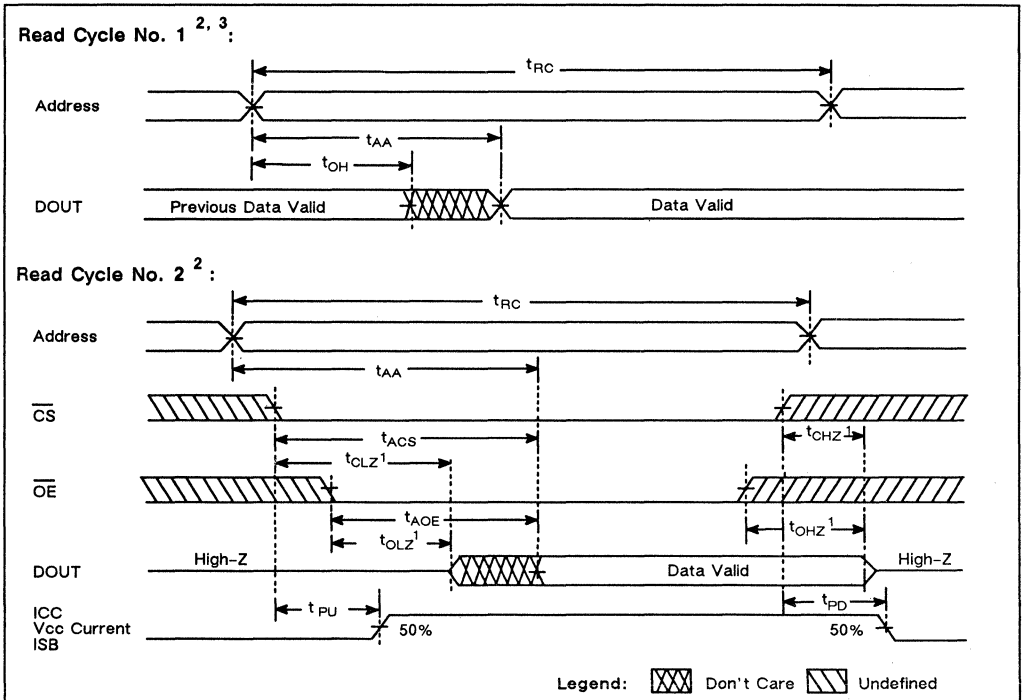 Read Cycle No. 1 2, 3:
tRC
Address
tAA
tOH
DOUT
Previous Data Valid
Data Valid
Read Cycle No. 2 2 :
tRC
Address
tAA
CS
tACS
tCHZ 1
tCLZ 1
OE
tAOE
tOHZ 1
tOLZ 1
High-Z
Data Valid
High-Z
DOUT
tPU
tPD
ICC
Vcc Current
50%
50%
ISB
Legend: Don't Care Undefined